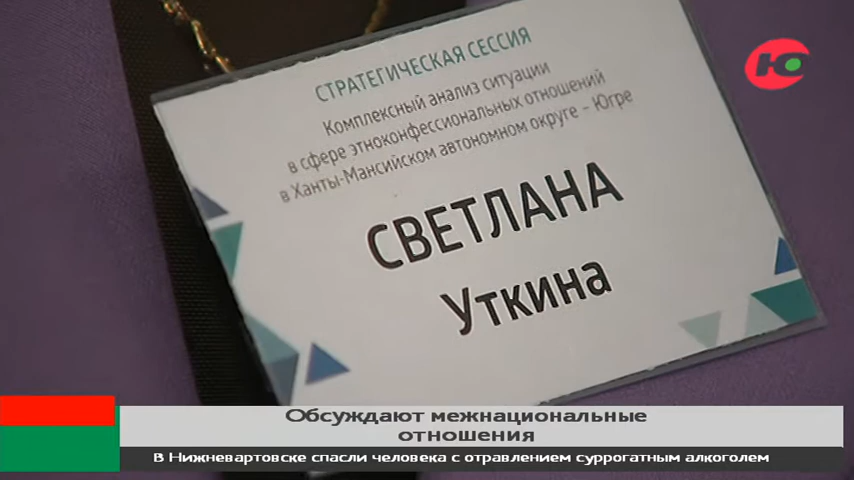 СТРАТЕГИЧЕСКАЯ СЕССИЯ
Комплексный анализ ситуации
в сфере этноконфессиональных отношений
в Ханты-Мансийском автономном округе – Югре
СВЕТЛАНА
Уткина
Ю
Обсуждают межнациональные
отношения
В Нижневартовске спасли человека с отравлением суррогатным алкоголем